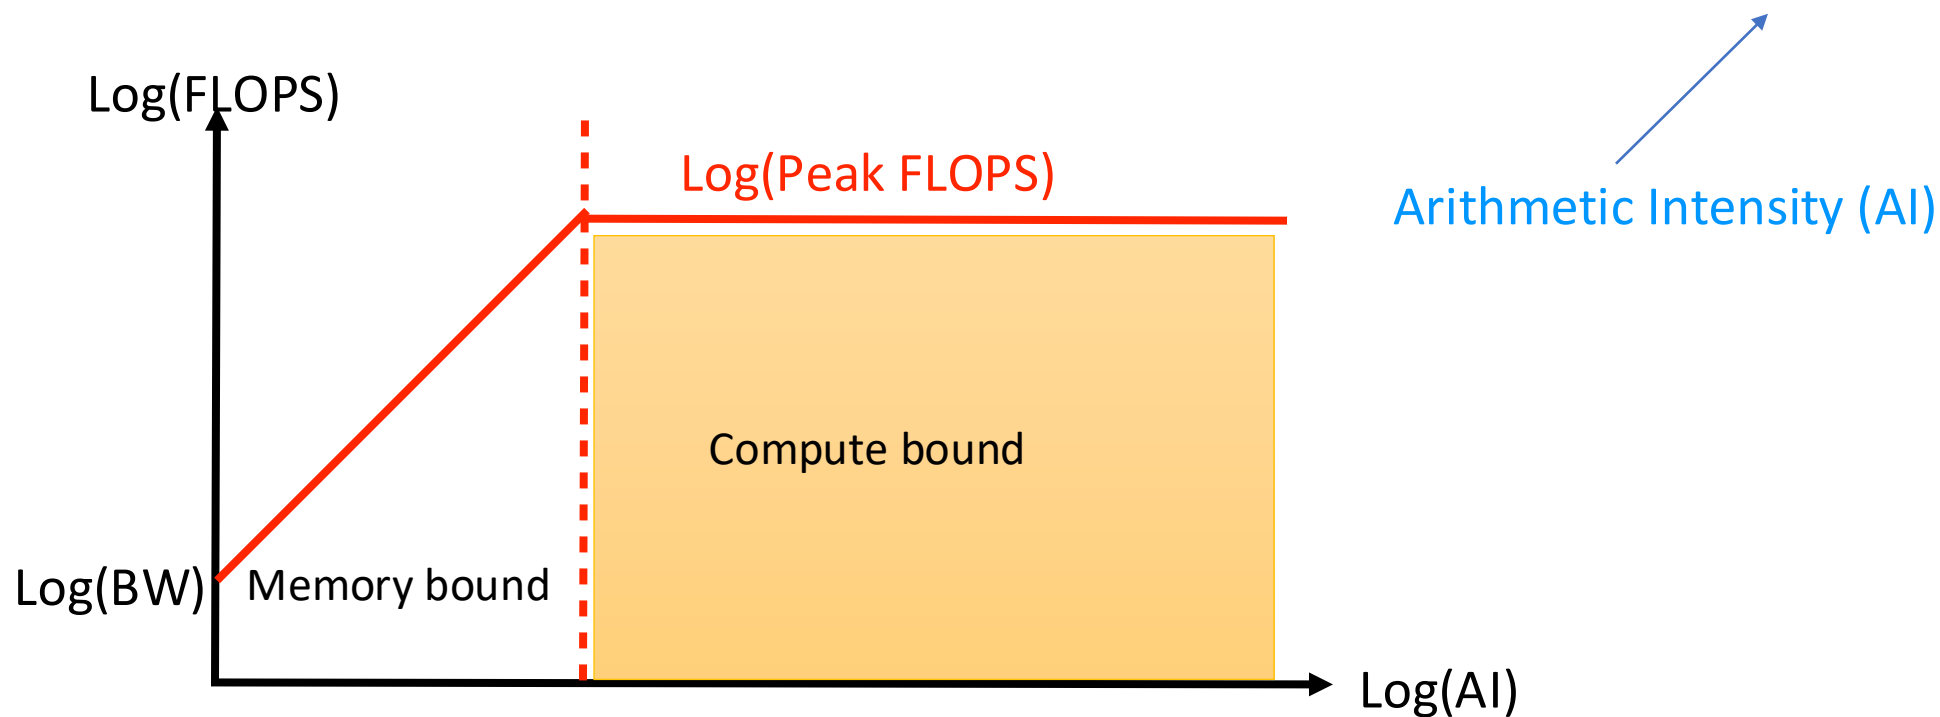 Log(FLOPS)
Log(Peak FLOPS)
Arithmetic Intensity (AI)
Compute bound
Log(BW)
Memory bound
Log(AI)